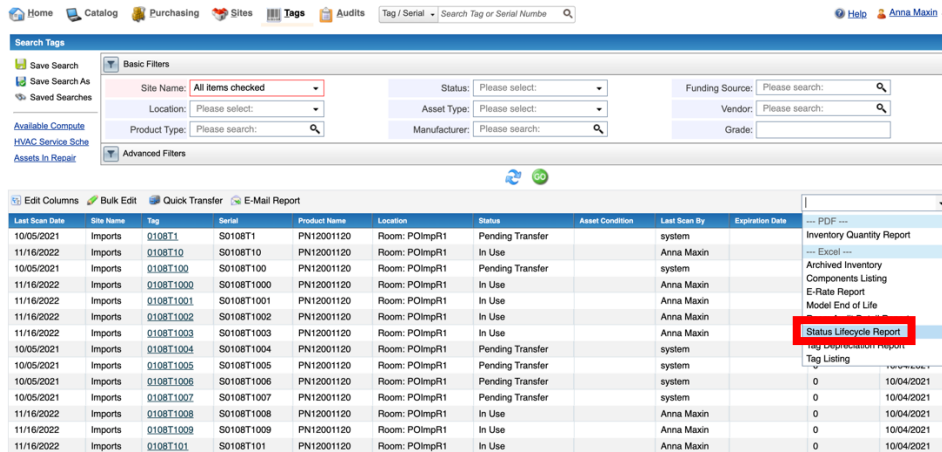 Home Catalog Purchasing Sites Tags Audits Tag / Serial Search Tag or Serial Numbe Help Anna Maxin
Search Tags
Save Search
Save Search As
Saved Searches
Available Compute
HVAC Service Sche
Assets In Repair
Basic Filters
Site Name: All items checked Status: Please select: Funding Source: Please search:
Location: Please select: Asset Type: Please select: Vendor: Please search:
Product Type: Please search: Manufacturer: Please search: Grade:
Advanced Filters
GO
Edit Columns Bulk Edit Quick Transfer E-Mail Report
--- PDF ---
Inventory Quantity Report
--- Excel ---
Archived Inventory
Components Listing
E-Rate Report
Model End of Life
Status Lifecycle Report
Tag Depreciation Report
Tag Listing
Last Scan Date Site Name Tag Serial Product Name Location Status Asset Condition Last Scan By Expiration Date
10/05/2021 Imports 0108T1 S0108T1 PN12001120 Room: POImpR1 Pending Transfer system
11/16/2022 Imports 0108T10 S0108T10 PN12001120 Room: POImpR1 In Use Anna Maxin
10/05/2021 Imports 0108T100 S0108T100 PN12001120 Room: POImpR1 Pending Transfer system
11/16/2022 Imports 0108T1000 S0108T1000 PN12001120 Room: POImpR1 In Use Anna Maxin
11/16/2022 Imports 0108T1001 S0108T1001 PN12001120 Room: POImpR1 In Use Anna Maxin
11/16/2022 Imports 0108T1002 S0108T1002 PN12001120 Room: POImpR1 In Use Anna Maxin
11/16/2022 Imports 0108T1003 S0108T1003 PN12001120 Room: POImpR1 In Use Anna Maxin
10/05/2021 Imports 0108T1004 S0108T1004 PN12001120 Room: POImpR1 Pending Transfer system
10/05/2021 Imports 0108T1005 S0108T1005 PN12001120 Room: POImpR1 Pending Transfer system 0 10/04/2021
10/05/2021 Imports 0108T1006 S0108T1006 PN12001120 Room: POImpR1 Pending Transfer system 0 10/04/2021
10/05/2021 Imports 0108T1007 S0108T1007 PN12001120 Room: POImpR1 Pending Transfer system 0 10/04/2021
11/16/2022 Imports 0108T1008 S0108T1008 PN12001120 Room: POImpR1 In Use Anna Maxin 0 10/04/2021
11/16/2022 Imports 0108T1009 S0108T1009 PN12001120 Room: POImpR1 In Use Anna Maxin 0 10/04/2021
11/16/2022 Imports 0108T101 S0108T101 PN12001120 Room: POImpR1 In Use Anna Maxin 0 10/04/2021